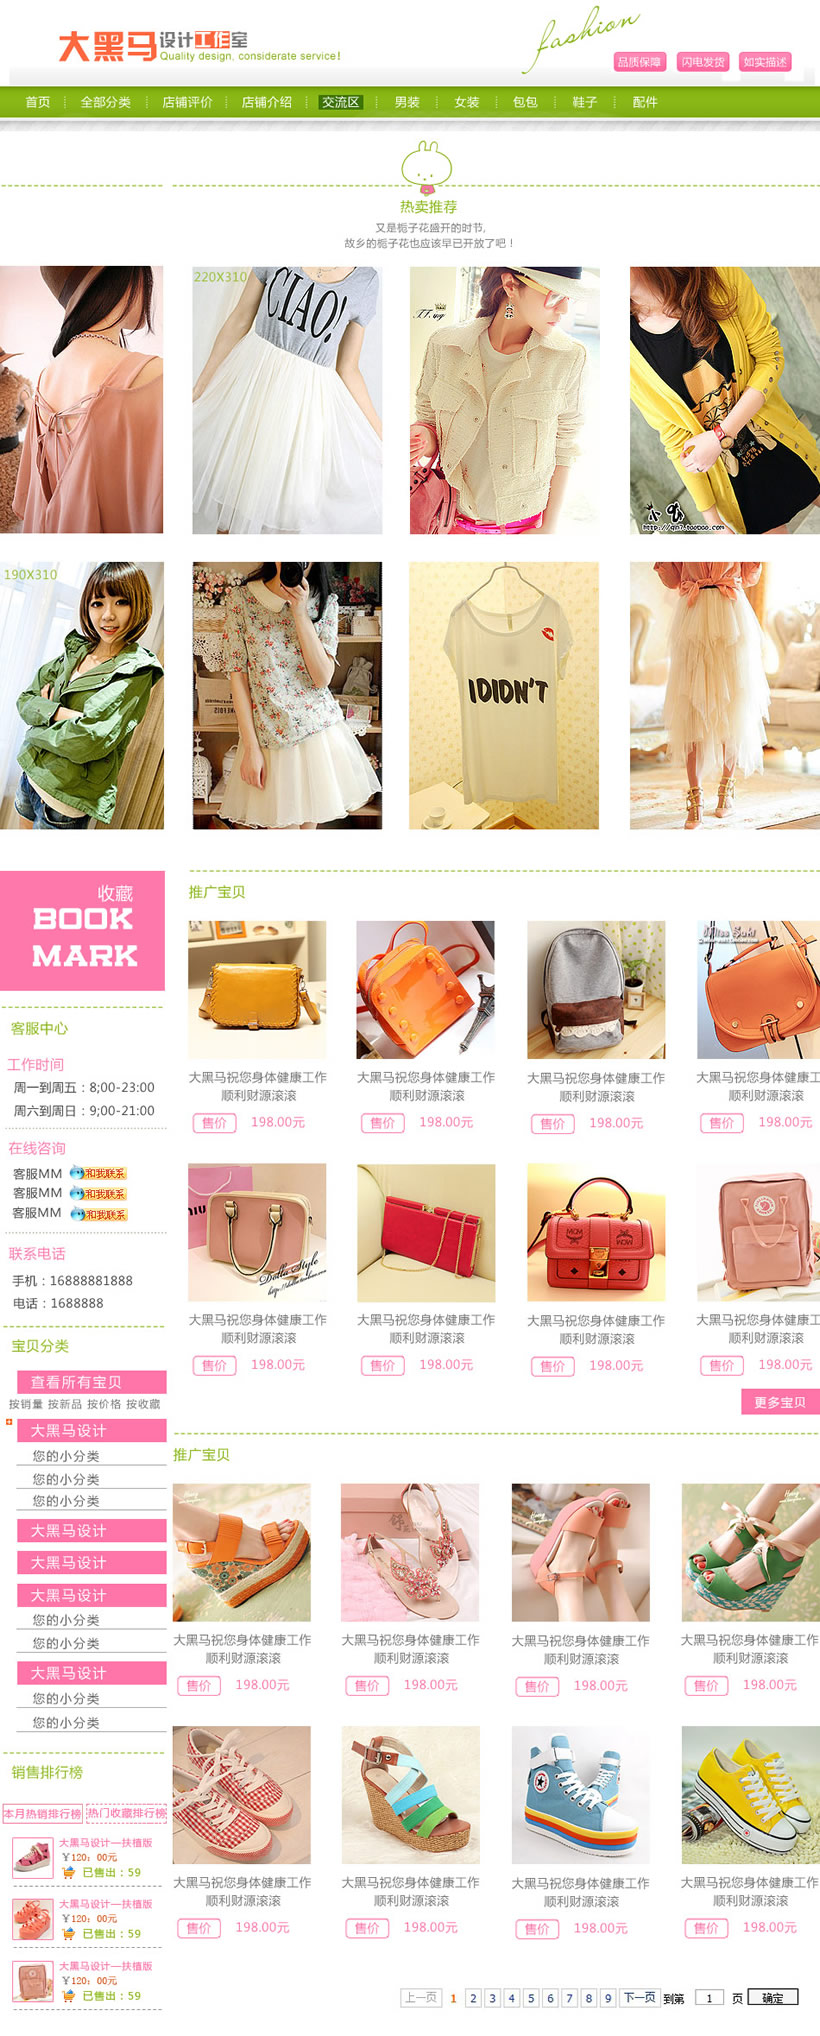 大黑马设计工作室
Quality design, considerate service!
fashion
品质保障 闪电发货 如实描述
首页 全部分类 店铺评价 店铺介绍 交流区 男装 女装 包包 鞋子 配件
热卖推荐
又是栀子花盛开的时节,
故乡的栀子花也应该早已开放了吧！
220X310
CIAO!
http://qn7.taobao.com
190X310
IDIDN'T
收藏
BOOK
MARK
客服中心
工作时间
周一到周五：8;00-23:00
周六到周日：9;00-21:00
在线咨询
客服MM 和我联系
客服MM 和我联系
客服MM 和我联系
联系电话
手机：16888881888
电话：1688888
宝贝分类
查看所有宝贝
按销量 按新品 按价格 按收藏
大黑马设计
您的小分类
您的小分类
您的小分类
大黑马设计
大黑马设计
大黑马设计
您的小分类
您的小分类
大黑马设计
您的小分类
您的小分类
销售排行榜
本月热销排行榜 热门收藏排行榜
大黑马设计—扶植版
￥120：00元
已售出：59
大黑马设计—扶植版
￥120：00元
已售出：59
大黑马设计—扶植版
￥120：00元
已售出：59
推广宝贝
大黑马祝您身体健康工作 大黑马祝您身体健康工作 大黑马祝您身体健康工作 大黑马祝您身体健康工
顺利财源滚滚 顺利财源滚滚 顺利财源滚滚 顺利财源滚滚
售价 198.00元 售价 198.00元 售价 198.00元 售价 198.00元
Dolla Style
MCM
MCM
大黑马祝您身体健康工作 大黑马祝您身体健康工作 大黑马祝您身体健康工作 大黑马祝您身体健康工
顺利财源滚滚 顺利财源滚滚 顺利财源滚滚 顺利财源滚滚
售价 198.00元 售价 198.00元 售价 198.00元 售价 198.00元
更多宝贝
推广宝贝
大黑马祝您身体健康工作 大黑马祝您身体健康工作 大黑马祝您身体健康工作 大黑马祝您身体健康工作
顺利财源滚滚 顺利财源滚滚 顺利财源滚滚 顺利财源滚滚
售价 198.00元 售价 198.00元 售价 198.00元 售价 198.00元
大黑马祝您身体健康工作 大黑马祝您身体健康工作 大黑马祝您身体健康工作 大黑马祝您身体健康工作
顺利财源滚滚 顺利财源滚滚 顺利财源滚滚 顺利财源滚滚
售价 198.00元 售价 198.00元 售价 198.00元 售价 198.00元
上一页 1 2 3 4 5 6 7 8 9 下一页 到第 1 页 确定